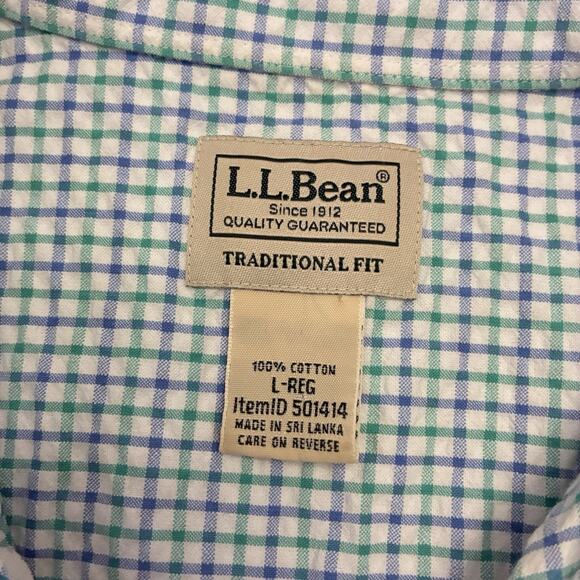 L.L.Bean®
Since 1912
QUALITY GUARANTEED
TRADITIONAL FIT
100% COTTON
L-REG
ItemID 501414
MADE IN SRI LANKA
CARE ON REVERSE